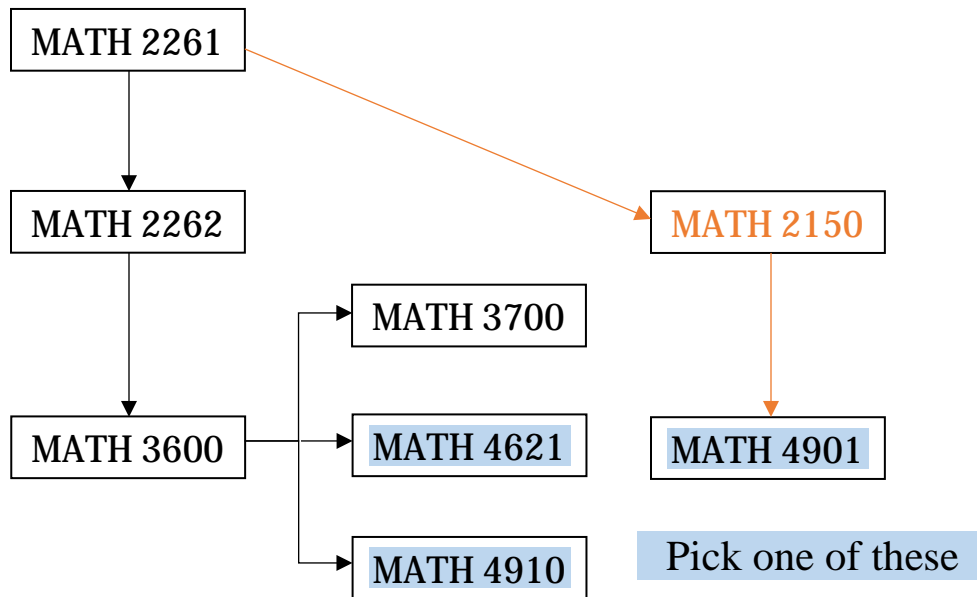 MATH 2261
MATH 2262
MATH 2150
MATH 3700
MATH 3600
MATH 4621
MATH 4901
MATH 4910
Pick one of these